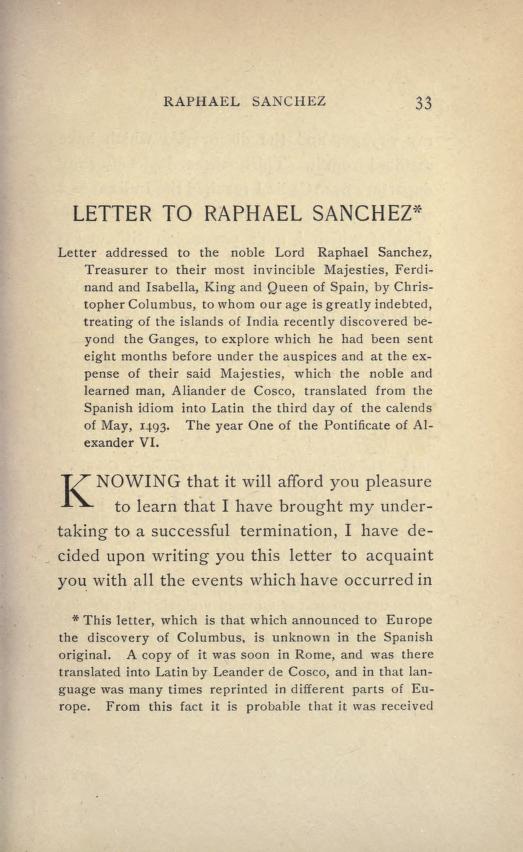 RAPHAEL SANCHEZ 33
LETTER TO RAPHAEL SANCHEZ*
Letter addressed to the noble Lord Raphael Sanchez,
Treasurer to their most invincible Majesties, Ferdi-
nand and Isabella, King and Queen of Spain, by Chris-
topher Columbus, to whom our age is greatly indebted,
treating of the islands of India recently discovered be-
yond the Ganges, to explore which he had been sent
eight months before under the auspices and at the ex-
pense of their said Majesties, which the noble and
learned man, Aliander de Cosco, translated from the
Spanish idiom into Latin the third day of the calends
of May, 1493. The year One of the Pontificate of Al-
exander VI.
KNOWING that it will afford you pleasure
to learn that I have brought my under-
taking to a successful termination, I have de-
cided upon writing you this letter to acquaint
you with all the events which have occurred in
* This letter, which is that which announced to Europe
the discovery of Columbus, is unknown in the Spanish
original. A copy of it was soon in Rome, and was there
translated into Latin by Leander de Cosco, and in that lan-
guage was many times reprinted in different parts of Eu-
rope. From this fact it is probable that it was received